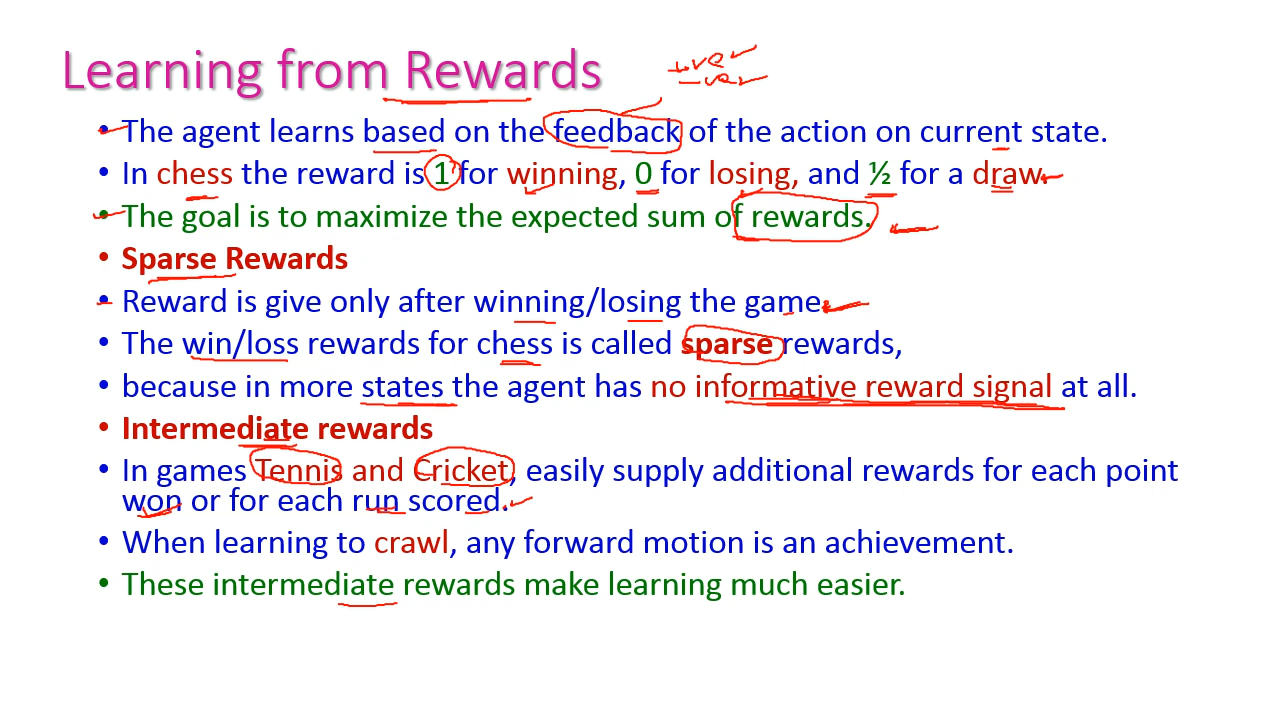 Learning from Rewards
+ve
-ve
• The agent learns based on the feedback of the action on current state.
• In chess the reward is 1 for winning, 0 for losing, and ½ for a draw.
• The goal is to maximize the expected sum of rewards.
• Sparse Rewards
• Reward is give only after winning/losing the game.
• The win/loss rewards for chess is called sparse rewards,
• because in more states the agent has no informative reward signal at all.
• Intermediate rewards
• In games Tennis and Cricket, easily supply additional rewards for each point
won or for each run scored.
• When learning to crawl, any forward motion is an achievement.
• These intermediate rewards make learning much easier.